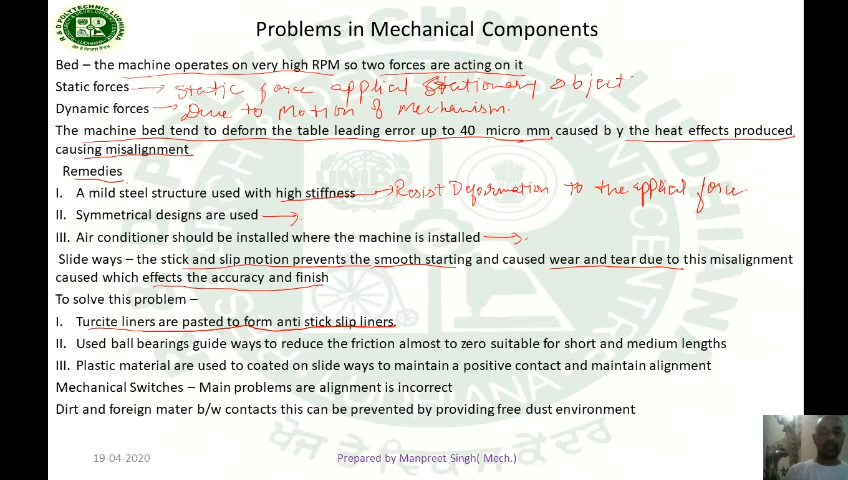 Problems in Mechanical Components
Bed – the machine operates on very high RPM so two forces are acting on it
Static forces → Static force applied Stationary object
Dynamic forces → Due to Motion of Mechanism.
The machine bed tend to deform the table leading error up to 40 micro mm caused b y the heat effects produced
causing misalignment
Remedies
I. A mild steel structure used with high stiffness → Resist Deformation to the applied force
II. Symmetrical designs are used →
III. Air conditioner should be installed where the machine is installed →
Slide ways – the stick and slip motion prevents the smooth starting and caused wear and tear due to this misalignment
caused which effects the accuracy and finish
To solve this problem –
I. Turcite liners are pasted to form anti stick slip liners.
II. Used ball bearings guide ways to reduce the friction almost to zero suitable for short and medium lengths
III. Plastic material are used to coated on slide ways to maintain a positive contact and maintain alignment
Mechanical Switches – Main problems are alignment is incorrect
Dirt and foreign mater b/w contacts this can be prevented by providing free dust environment
19-04-2020
Prepared by Manpreet Singh( Mech.)